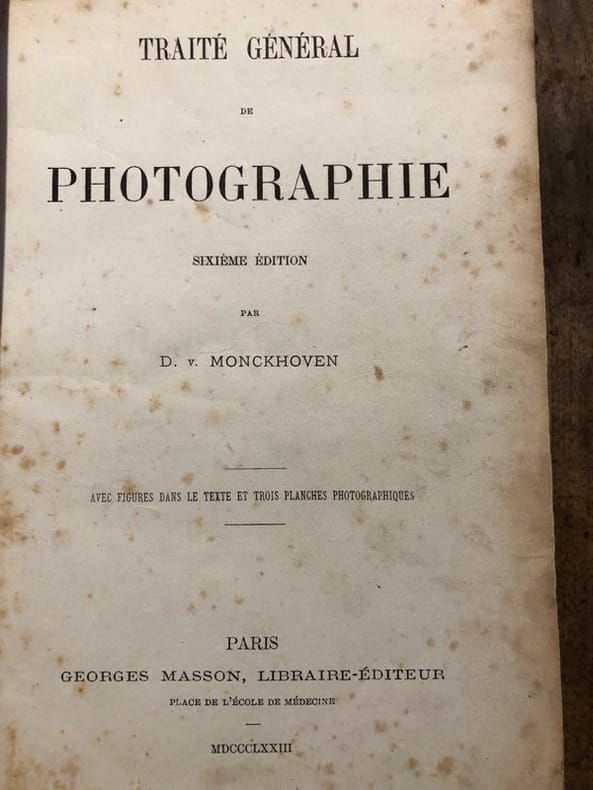 TRAITÉ GÉNÉRAL
DE
PHOTOGRAPHIE
SIXIÈME ÉDITION
PAR
D. v. MONCKHOVEN
AVEC FIGURES DANS LE TEXTE ET TROIS PLANCHES PHOTOGRAPHIQUES
PARIS
GEORGES MASSON, LIBRAIRE-ÉDITEUR
PLACE DE L'ÉCOLE DE MÉDECINE
MDCCCLXXIII